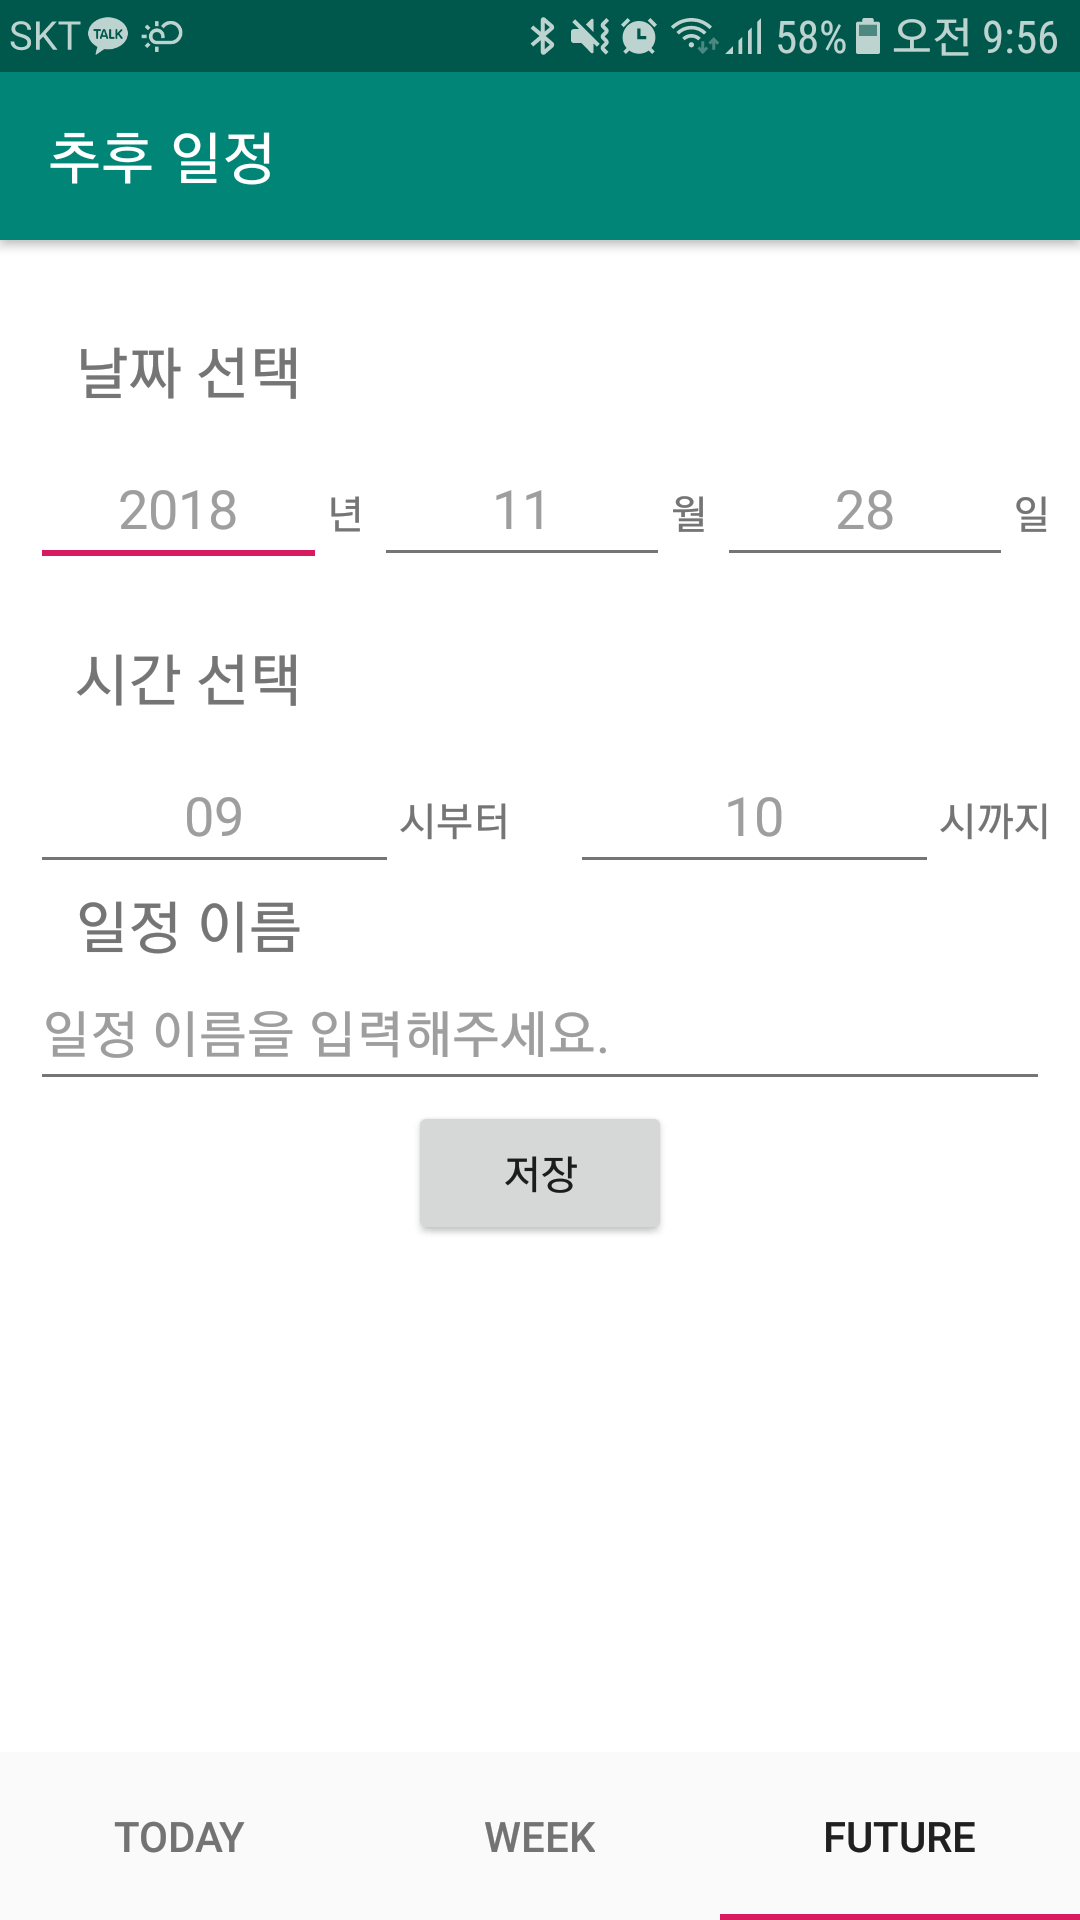 SKT TALK 58% 오전 9:56
추후 일정
날짜 선택
2018 년 11 월 28 일
시간 선택
09 시부터 10 시까지
일정 이름
일정 이름을 입력해주세요.
저장
TODAY WEEK FUTURE